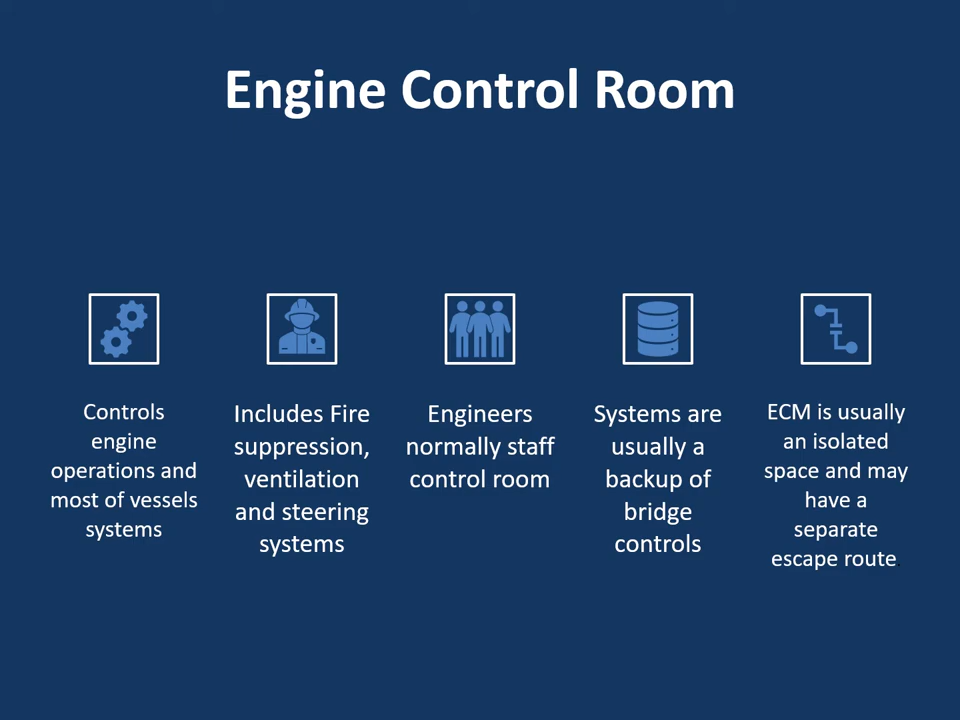 Engine Control Room
Controls
engine
operations and
most of vessels
systems
Includes Fire
suppression,
ventilation
and steering
systems
Engineers
normally staff
control room
Systems are
usually a
backup of
bridge
controls
ECM is usually
an isolated
space and may
have a
separate
escape route.